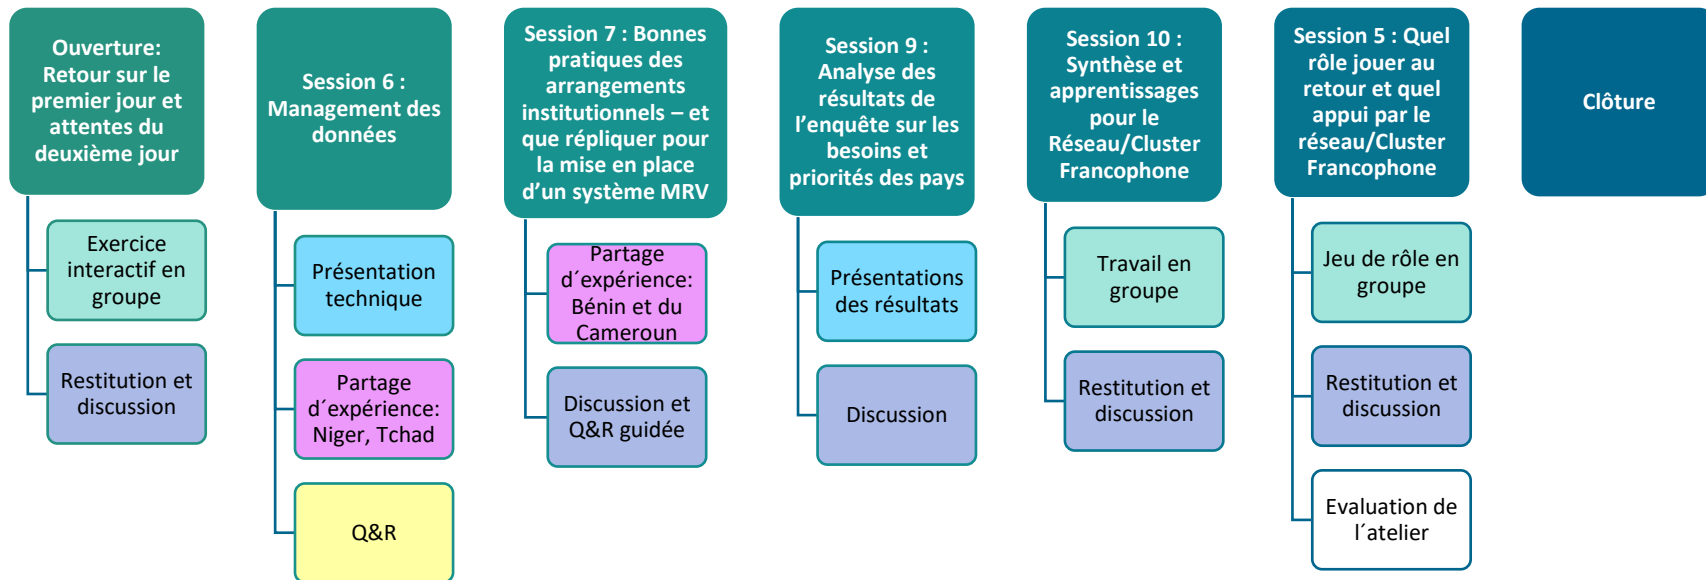 Ouverture:
Retour sur le
premier jour et
attentes du
deuxième jour
Exercice
interactif en
groupe
Restitution et
discussion
Session 6 :
Management des
données
Présentation
technique
Partage
d´expérience:
Niger, Tchad
Q&R
Session 7 : Bonnes
pratiques des
arrangements
institutionnels – et
que répliquer pour
la mise en place
d’un système MRV
Partage
d´expérience:
Bénin et du
Cameroun
Discussion et
Q&R guidée
Session 9 :
Analyse des
résultats de
l’enquête sur les
besoins et
priorités des pays
Présentations
des résultats
Discussion
Session 10 :
Synthèse et
apprentissages
pour le
Réseau/Cluster
Francophone
Travail en
groupe
Restitution et
discussion
Session 5 : Quel
rôle jouer au
retour et quel
appui par le
réseau/Cluster
Francophone
Jeu de rôle en
groupe
Restitution et
discussion
Evaluation de
l´atelier
Clôture